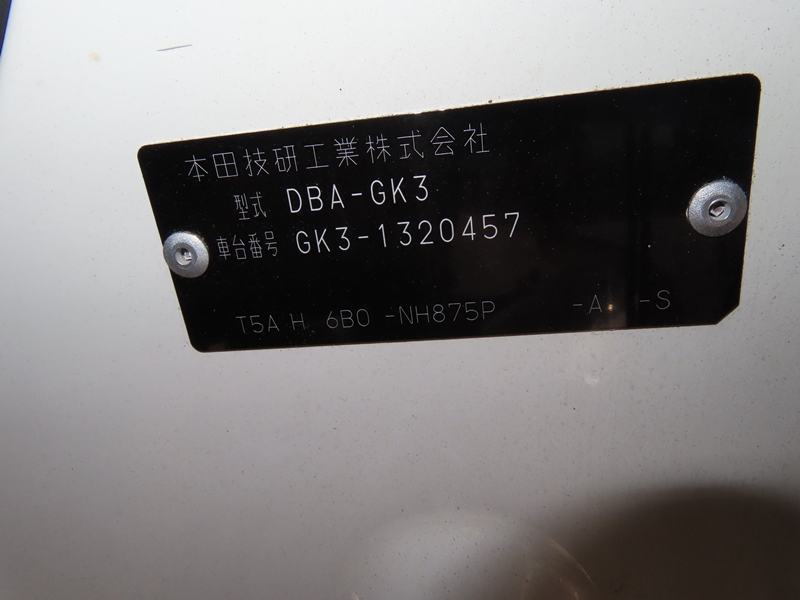 本田技研工業株式会社
型式 DBA-GK3
車台番号 GK3-1320457
T5A H 6B0 -NH875P -A -S